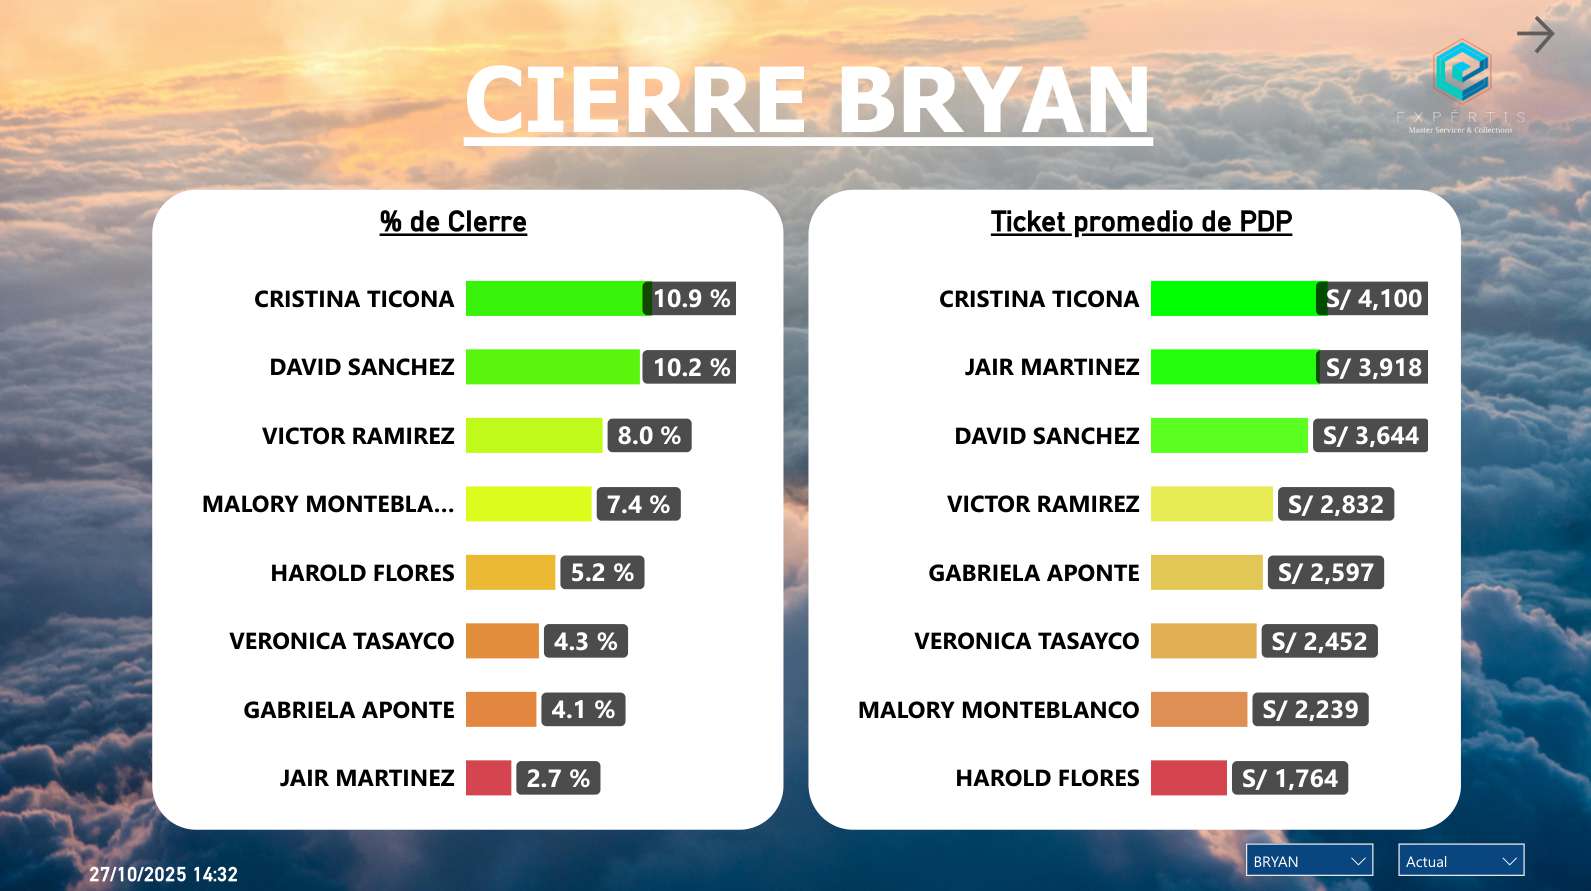 CIERRE BRYAN
EXPERTIS
Master Servicer & Collections
% de CIerre
CRISTINA TICONA 10.9 %
DAVID SANCHEZ 10.2 %
VICTOR RAMIREZ 8.0 %
MALORY MONTEBLA... 7.4 %
HAROLD FLORES 5.2 %
VERONICA TASAYCO 4.3 %
GABRIELA APONTE 4.1 %
JAIR MARTINEZ 2.7 %
Ticket promedio de PDP
CRISTINA TICONA S/ 4,100
JAIR MARTINEZ S/ 3,918
DAVID SANCHEZ S/ 3,644
VICTOR RAMIREZ S/ 2,832
GABRIELA APONTE S/ 2,597
VERONICA TASAYCO S/ 2,452
MALORY MONTEBLANCO S/ 2,239
HAROLD FLORES S/ 1,764
27/10/2025 14:32
BRYAN
Actual